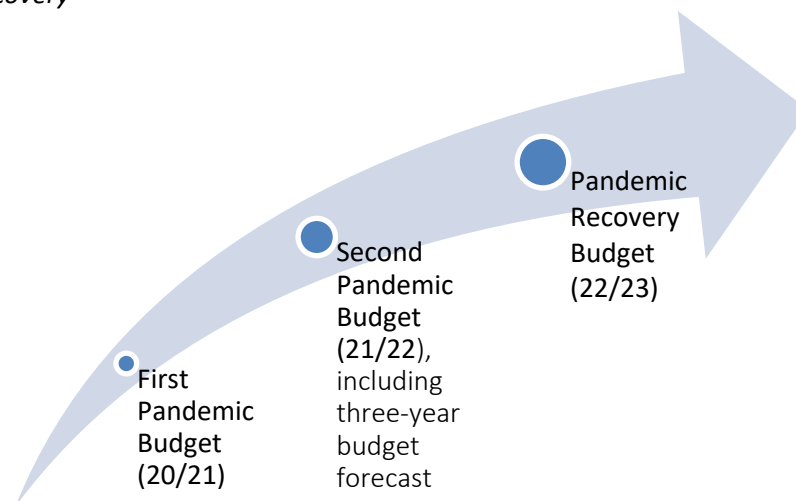 First
Pandemic
Budget
(20/21)
Second
Pandemic
Budget
(21/22),
including
three-year
budget
forecast
Pandemic
Recovery
Budget
(22/23)